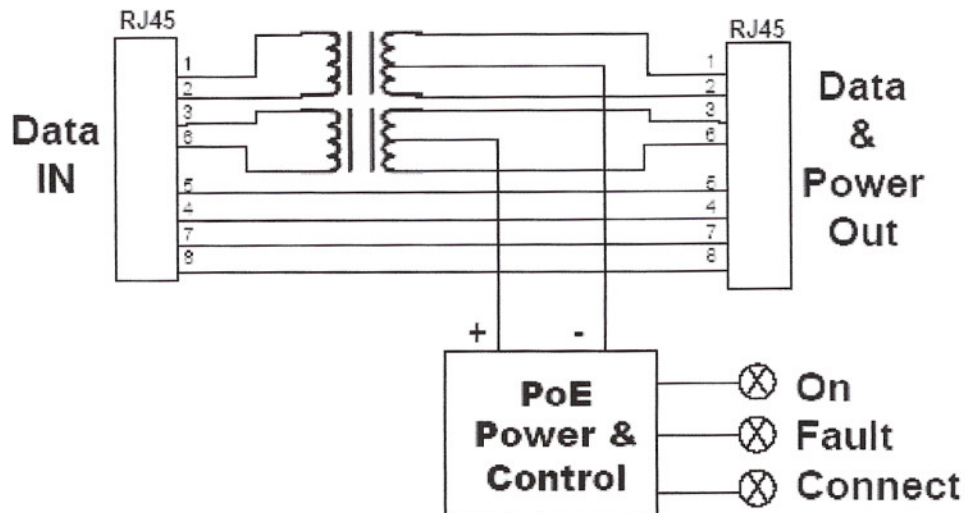 RJ45
RJ45
Data
IN
1
2
3
6
5
4
7
8
1
2
3
6
5
4
7
8
Data
&
Power
Out
+ -
PoE
Power &
Control
On
Fault
Connect